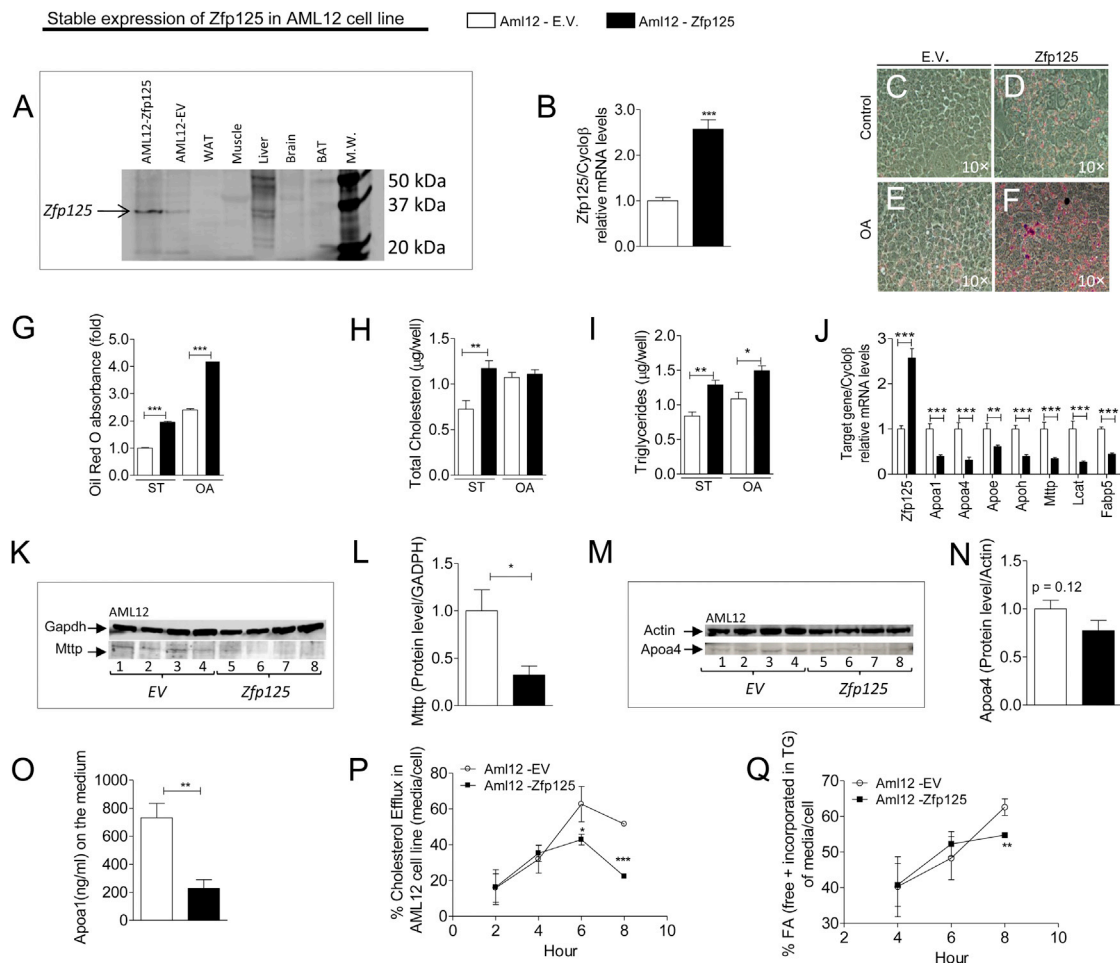 Stable expression of Zfp125 in AML12 cell line
Aml12 - E.V.
Aml12 - Zfp125
A
AML12-Zfp125
AML12-EV
WAT
Muscle
Liver
Brain
BAT
M.W.
50 kDa
37 kDa
20 kDa
Zfp125
B
Zfp125/Cycloβ
relative mRNA levels
3.0
2.0
1.0
0.0
***
E.V.
Zfp125
Control
OA
C
10×
D
10×
E
10×
F
10×
G
Oil Red O absorbance (fold)
5.0
4.0
3.0
2.0
1.0
0.0
***
***
ST
OA
H
Total Cholesterol (µg/well)
1.5
1.0
0.5
0.0
**
ST
OA
I
Triglycerides (µg/well)
2.0
1.5
1.0
0.5
0.0
**
*
ST
OA
J
Target gene/Cycloβ
relative mRNA levels
3
2
1
0
***
***
***
**
***
***
***
***
Zfp125
Apoa1
Apoa4
Apoe
Apoh
Mttp
Lcat
Fabp5
K
AML12
Gapdh
Mttp
1 2 3 4 5 6 7 8
EV
Zfp125
L
Mttp (Protein level/GADPH)
1.5
1.0
0.5
0.0
*
M
AML12
Actin
Apoa4
1 2 3 4 5 6 7 8
EV
Zfp125
N
Apoa4 (Protein level/Actin)
1.5
1.0
0.5
0.0
p = 0.12
O
Apoa1(ng/ml) on the medium
1000
900
800
700
600
400
200
0
**
P
% Cholesterol Efflux in
AML12 cell line (media/cell)
Aml12 -EV
Aml12 -Zfp125
80
60
40
20
0
*
***
0 2 4 6 8 10
Hour
Q
% FA (free + incorporated in TG)
of media/cell
Aml12 -EV
Aml12 -Zfp125
70
60
50
40
30
**
2 4 6 8 10
Hour